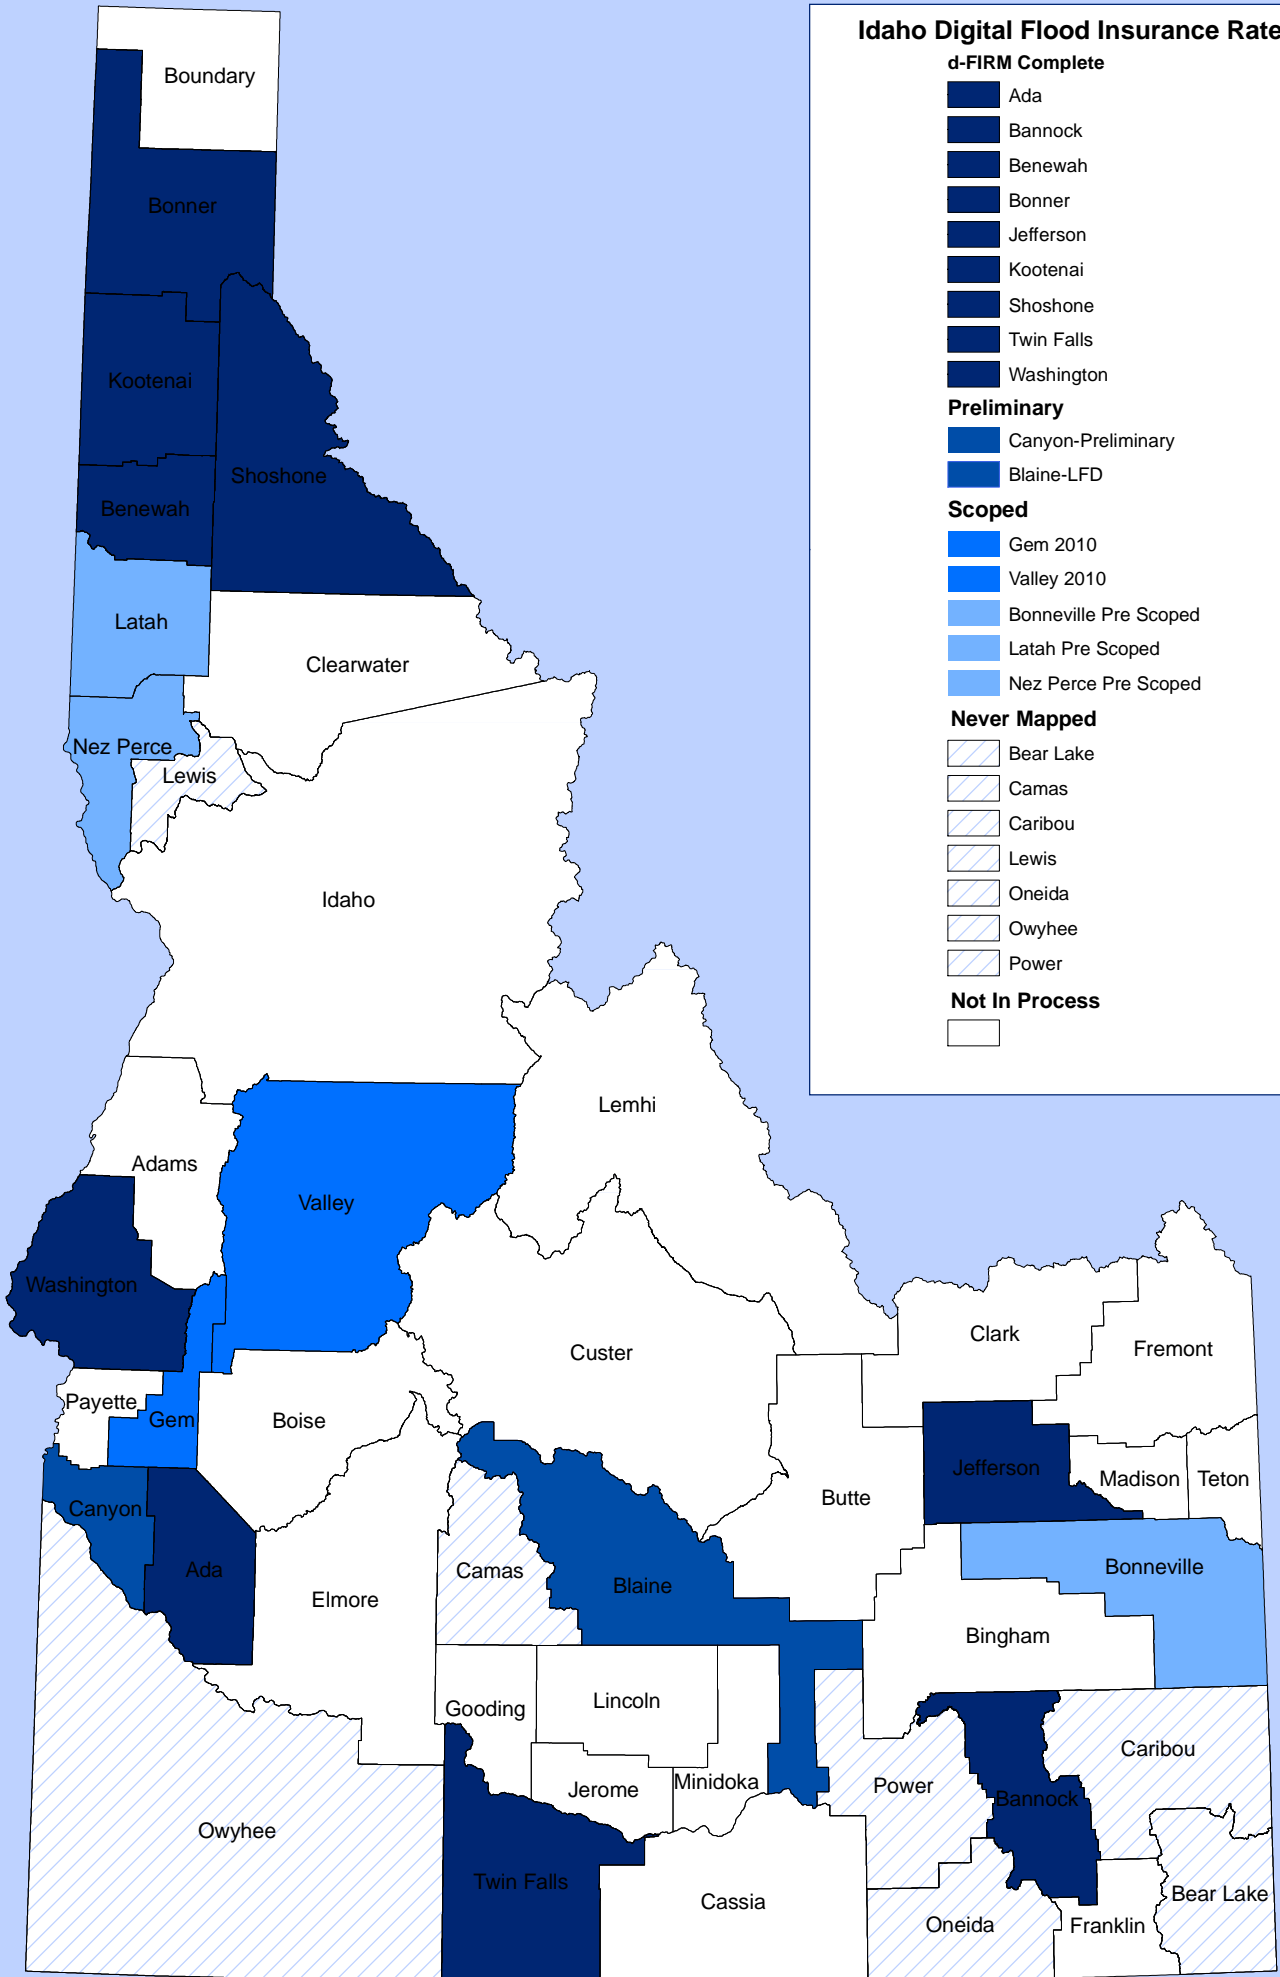 Idaho Digital Flood Insurance Rate
d-FIRM Complete
Ada
Bannock
Benewah
Bonner
Jefferson
Kootenai
Shoshone
Twin Falls
Washington
Preliminary
Canyon-Preliminary
Blaine-LFD
Scoped
Gem 2010
Valley 2010
Bonneville Pre Scoped
Latah Pre Scoped
Nez Perce Pre Scoped
Never Mapped
Bear Lake
Camas
Caribou
Lewis
Oneida
Owyhee
Power
Not In Process
Boundary
Bonner
Kootenai
Shoshone
Benewah
Latah
Clearwater
Nez Perce
Lewis
Idaho
Lemhi
Adams
Valley
Washington
Clark
Fremont
Custer
Payette
Gem
Boise
Jefferson
Madison
Teton
Butte
Canyon
Ada
Camas
Blaine
Bonneville
Elmore
Bingham
Gooding
Lincoln
Caribou
Minidoka
Jerome
Power
Bannock
Owyhee
Twin Falls
Cassia
Oneida
Franklin
Bear Lake